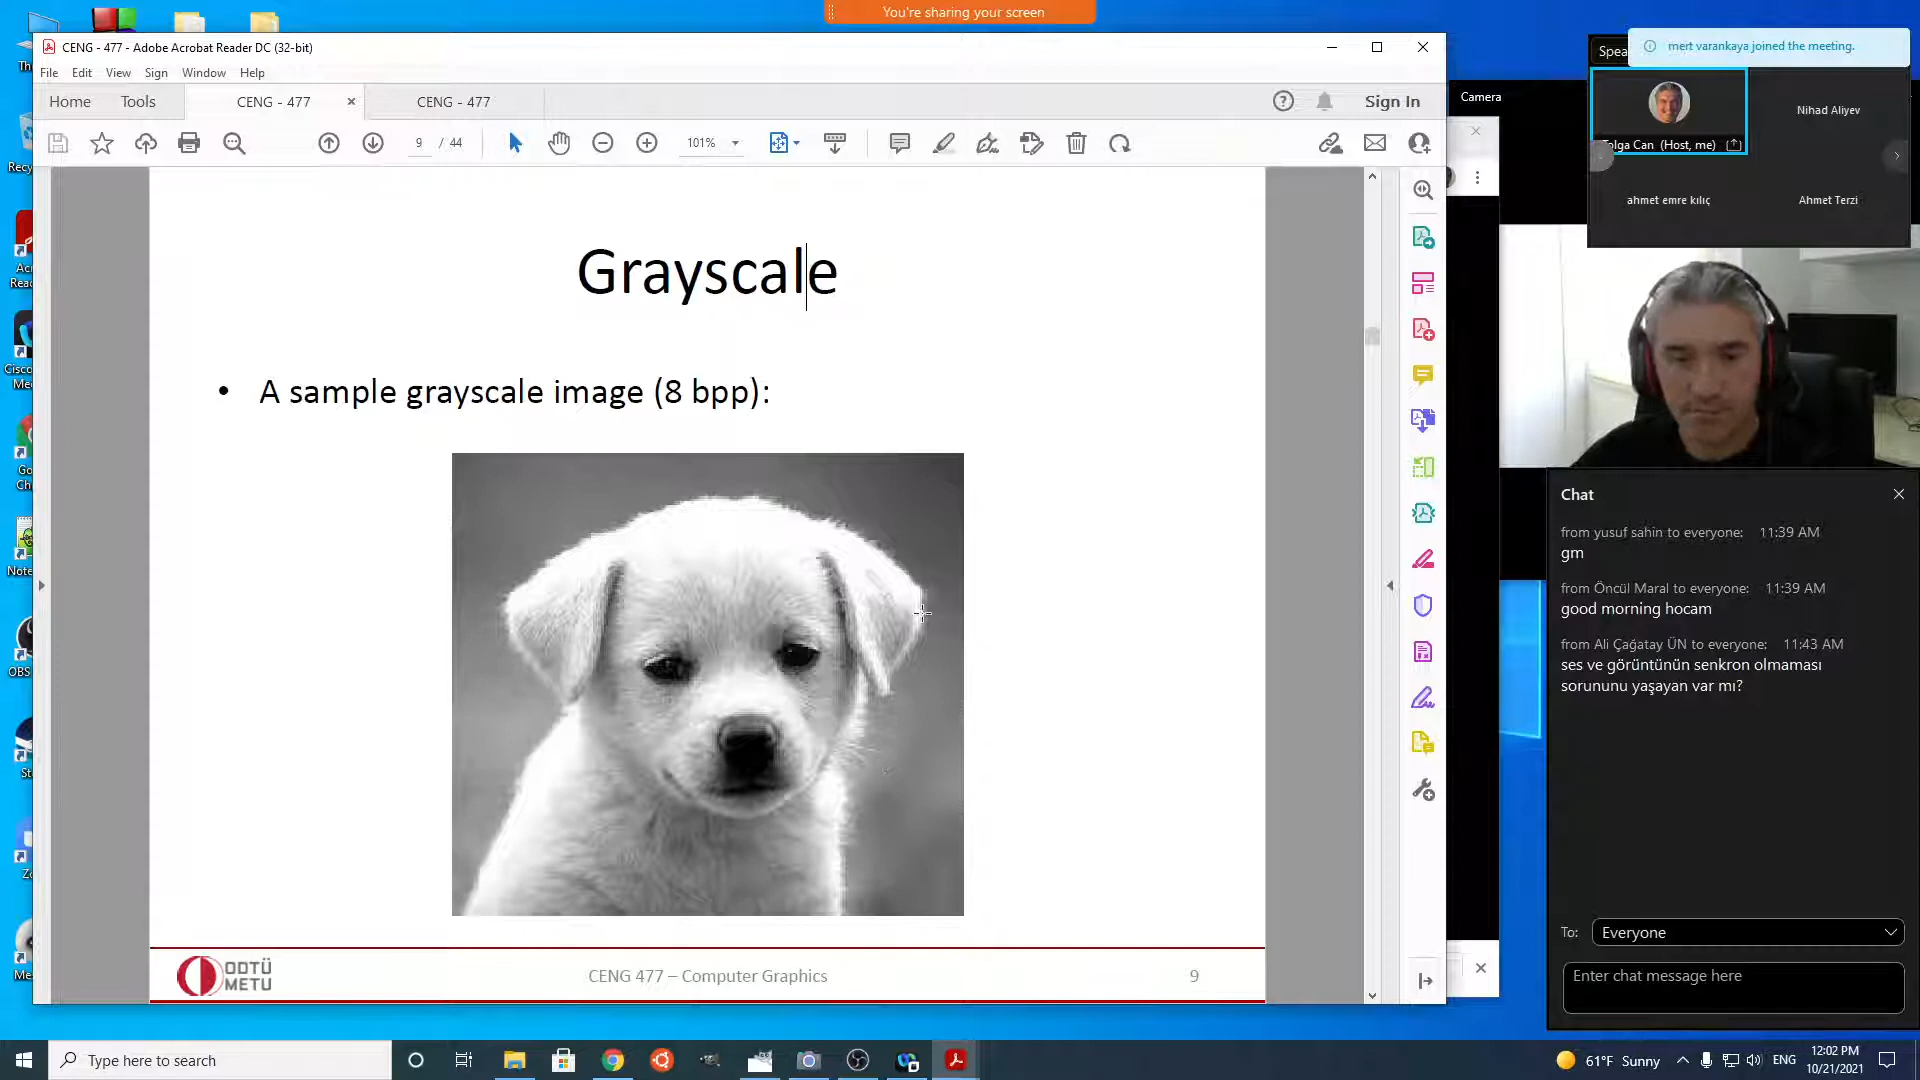 You're sharing your screen
CENG - 477 - Adobe Acrobat Reader DC (32-bit)
File Edit View Sign Window Help
Home Tools CENG - 477 CENG - 477 Sign In
9 / 44 101%
Grayscale
• A sample grayscale image (8 bpp):
ODTÜ
METU
CENG 477 – Computer Graphics 9
Camera
mert varankaya joined the meeting.
Nihad Aliyev
Tolga Can (Host, me)
ahmet emre kılıç
Ahmet Terzi
Chat
from yusuf sahin to everyone: 11:39 AM
gm
from Öncül Maral to everyone: 11:39 AM
good morning hocam
from Ali Çağatay ÜN to everyone: 11:43 AM
ses ve görüntünün senkron olmaması
sorununu yaşayan var mı?
To: Everyone
Enter chat message here
Type here to search
61°F Sunny
ENG
12:02 PM
10/21/2021